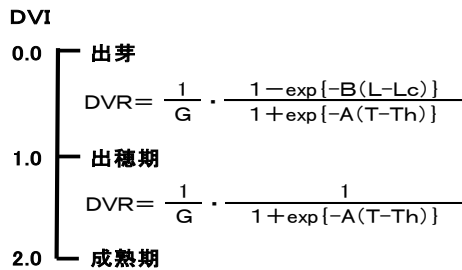 DVI
0.0 出芽
DVR= 1/G ・ 1-exp{-B(L-Lc)}/1+exp{-A(T-Th)}
1.0 出穂期
DVR= 1/G ・ 1/1+exp{-A(T-Th)}
2.0 成熟期